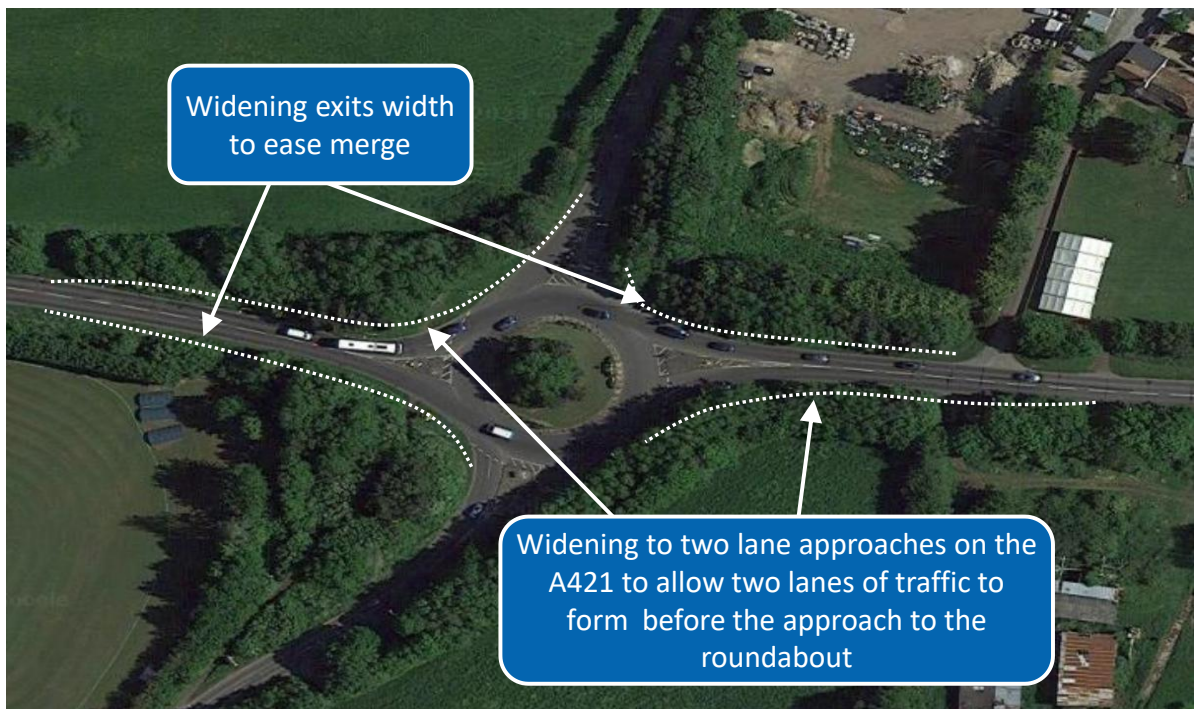 Widening exits width
to ease merge
Widening to two lane approaches on the
A421 to allow two lanes of traffic to
form  before the approach to the
roundabout